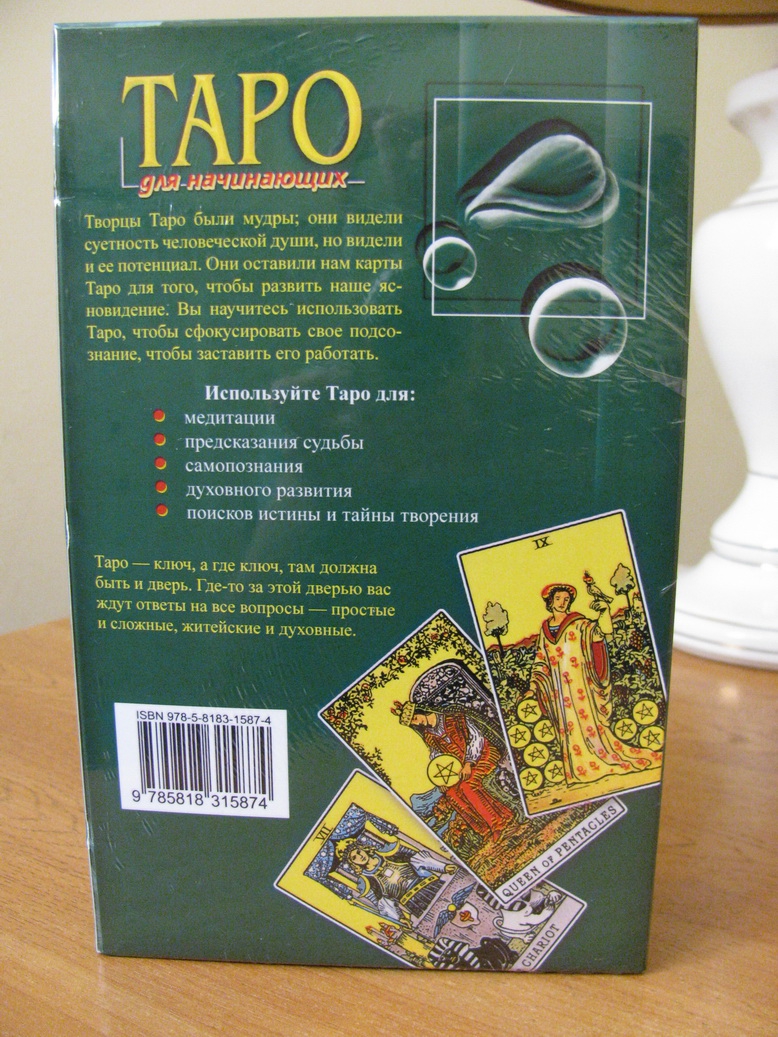 ТАРО
для начинающих
Творцы Таро были мудры; они видели
суетность человеческой души, но видели
и ее потенциал. Они оставили нам карты
Таро для того, чтобы развить наше яс-
новидение. Вы научитесь использовать
Таро, чтобы сфокусировать свое подсо-
знание, чтобы заставить его работать.
Используйте Таро для:
медитации
предсказания судьбы
самопознания
духовного развития
поисков истины и тайны творения
Таро — ключ, а где ключ, там должна
быть и дверь. Где-то за этой дверью вас
ждут ответы на все вопросы — простые
и сложные, житейские и духовные.
IX
QUEEN OF PENTACLES
VII
CHARIOT
ISBN 978-5-8183-1587-4
9 785818 315874